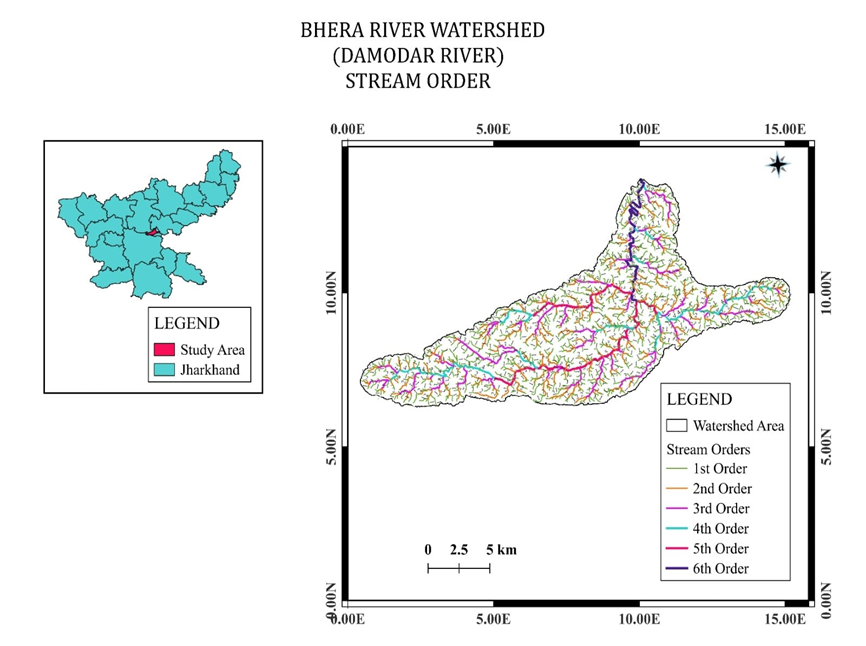 BHERA RIVER WATERSHED
(DAMODAR RIVER)
STREAM ORDER
LEGEND
Study Area
Jharkhand
0.00E 5.00E 10.00E 15.00E
10.00N 10.00N
5.00N 5.00N
0.00N 0.00N
LEGEND
Watershed Area
Stream Orders
1st Order
2nd Order
3rd Order
4th Order
5th Order
6th Order
0 2.5 5 km
0.00E 5.00E 10.00E 15.00E